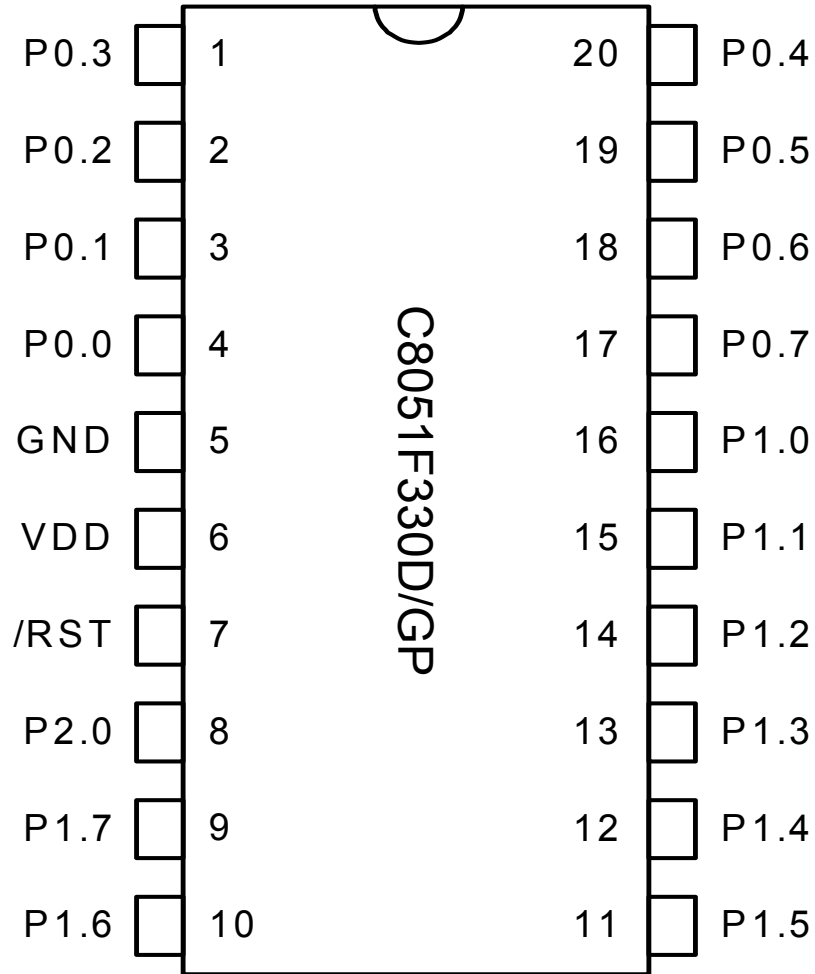 P0.3 1 20 P0.4
P0.2 2 19 P0.5
P0.1 3 18 P0.6
P0.0 4 17 P0.7
GND 5 16 P1.0
VDD 6 15 P1.1
/RST 7 14 P1.2
P2.0 8 13 P1.3
P1.7 9 12 P1.4
P1.6 10 11 P1.5
C8051F330D/GP